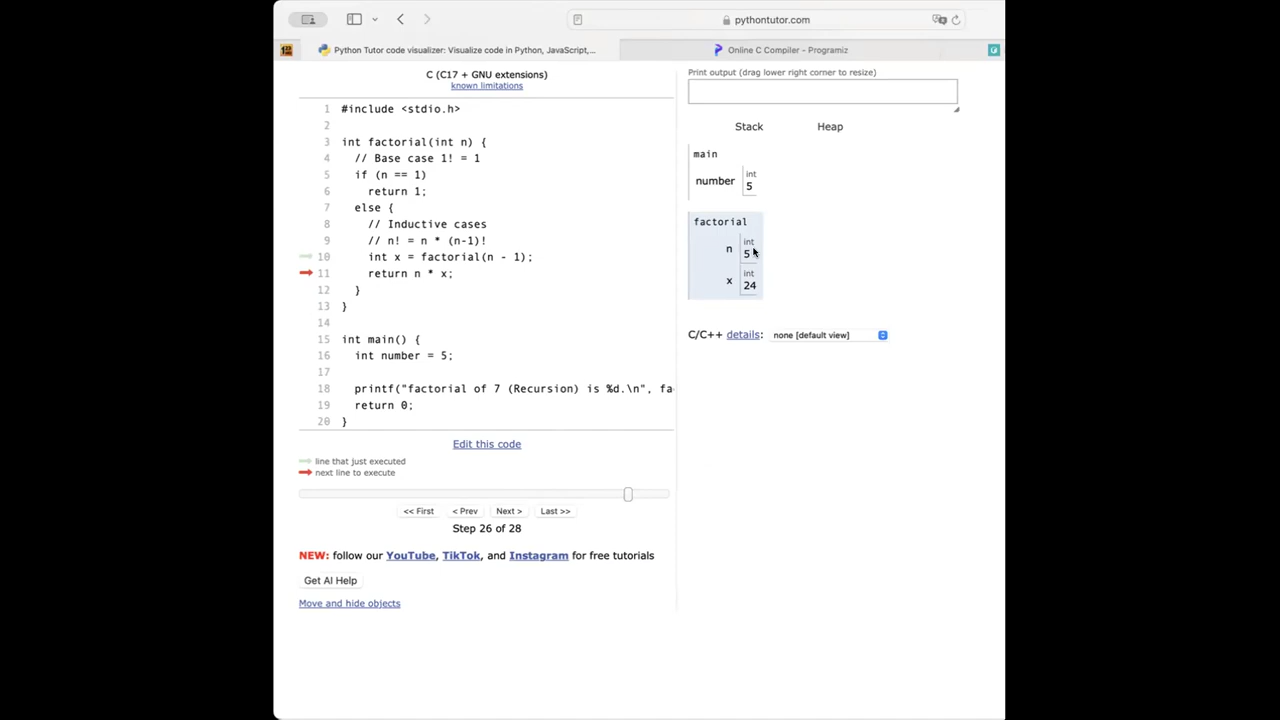 pythontutor.com
Python Tutor code visualizer: Visualize code in Python, JavaScript,...
Online C Compiler - Programiz
C (C17 + GNU extensions)
known limitations
1 #include <stdio.h>
2
3 int factorial(int n) {
4 // Base case 1! = 1
5 if (n == 1)
6 return 1;
7 else {
8 // Inductive cases
9 // n! = n * (n-1)!
10 int x = factorial(n - 1);
11 return n * x;
12 }
13 }
14
15 int main() {
16 int number = 5;
17
18 printf("factorial of 7 (Recursion) is %d.\n", fa
19 return 0;
20 }
Edit this code
line that just executed
next line to execute
<< First < Prev Next > Last >>
Step 26 of 28
NEW: follow our YouTube, TikTok, and Instagram for free tutorials
Get AI Help
Move and hide objects
Print output (drag lower right corner to resize)
Stack Heap
main
number int 5
factorial
n int 5
x int 24
C/C++ details: none [default view]